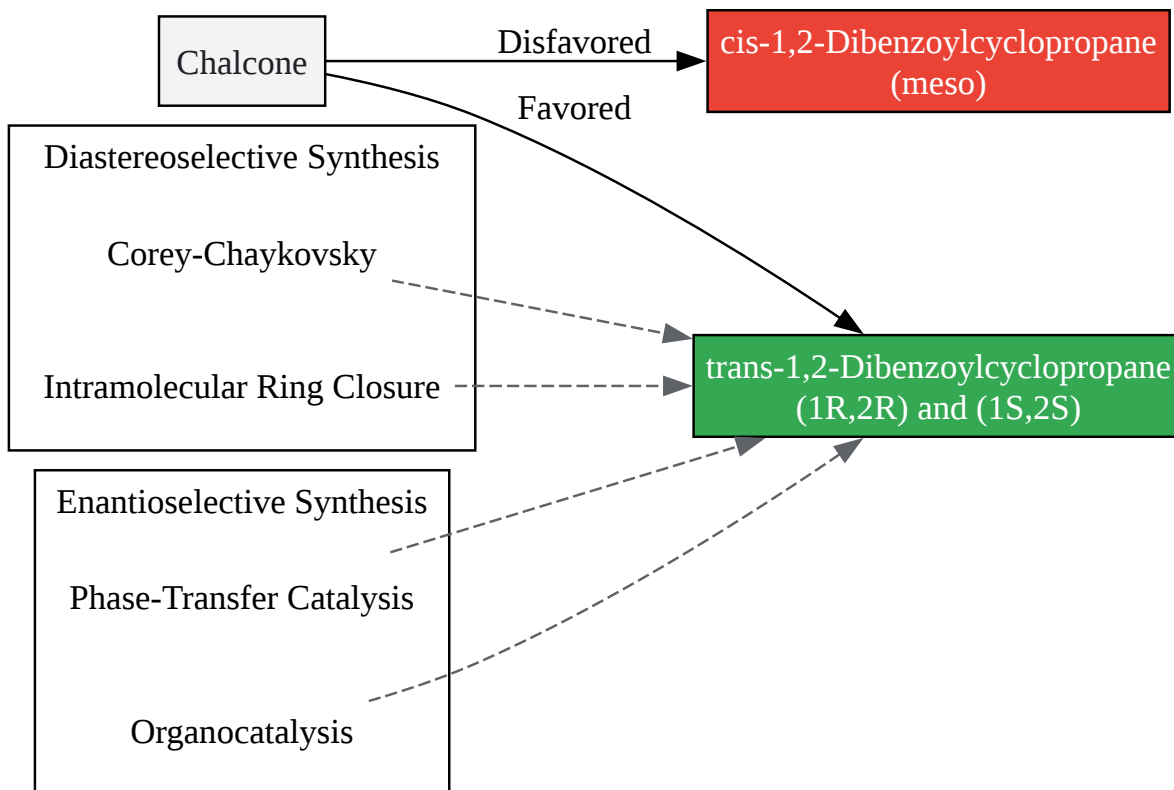 Chalcone
Disfavored
cis-1,2-Dibenzoylcyclopropane
(meso)
Favored
Diastereoselective Synthesis
Corey-Chaykovsky
Intramolecular Ring Closure
trans-1,2-Dibenzoylcyclopropane
(1R,2R) and (1S,2S)
Enantioselective Synthesis
Phase-Transfer Catalysis
Organocatalysis